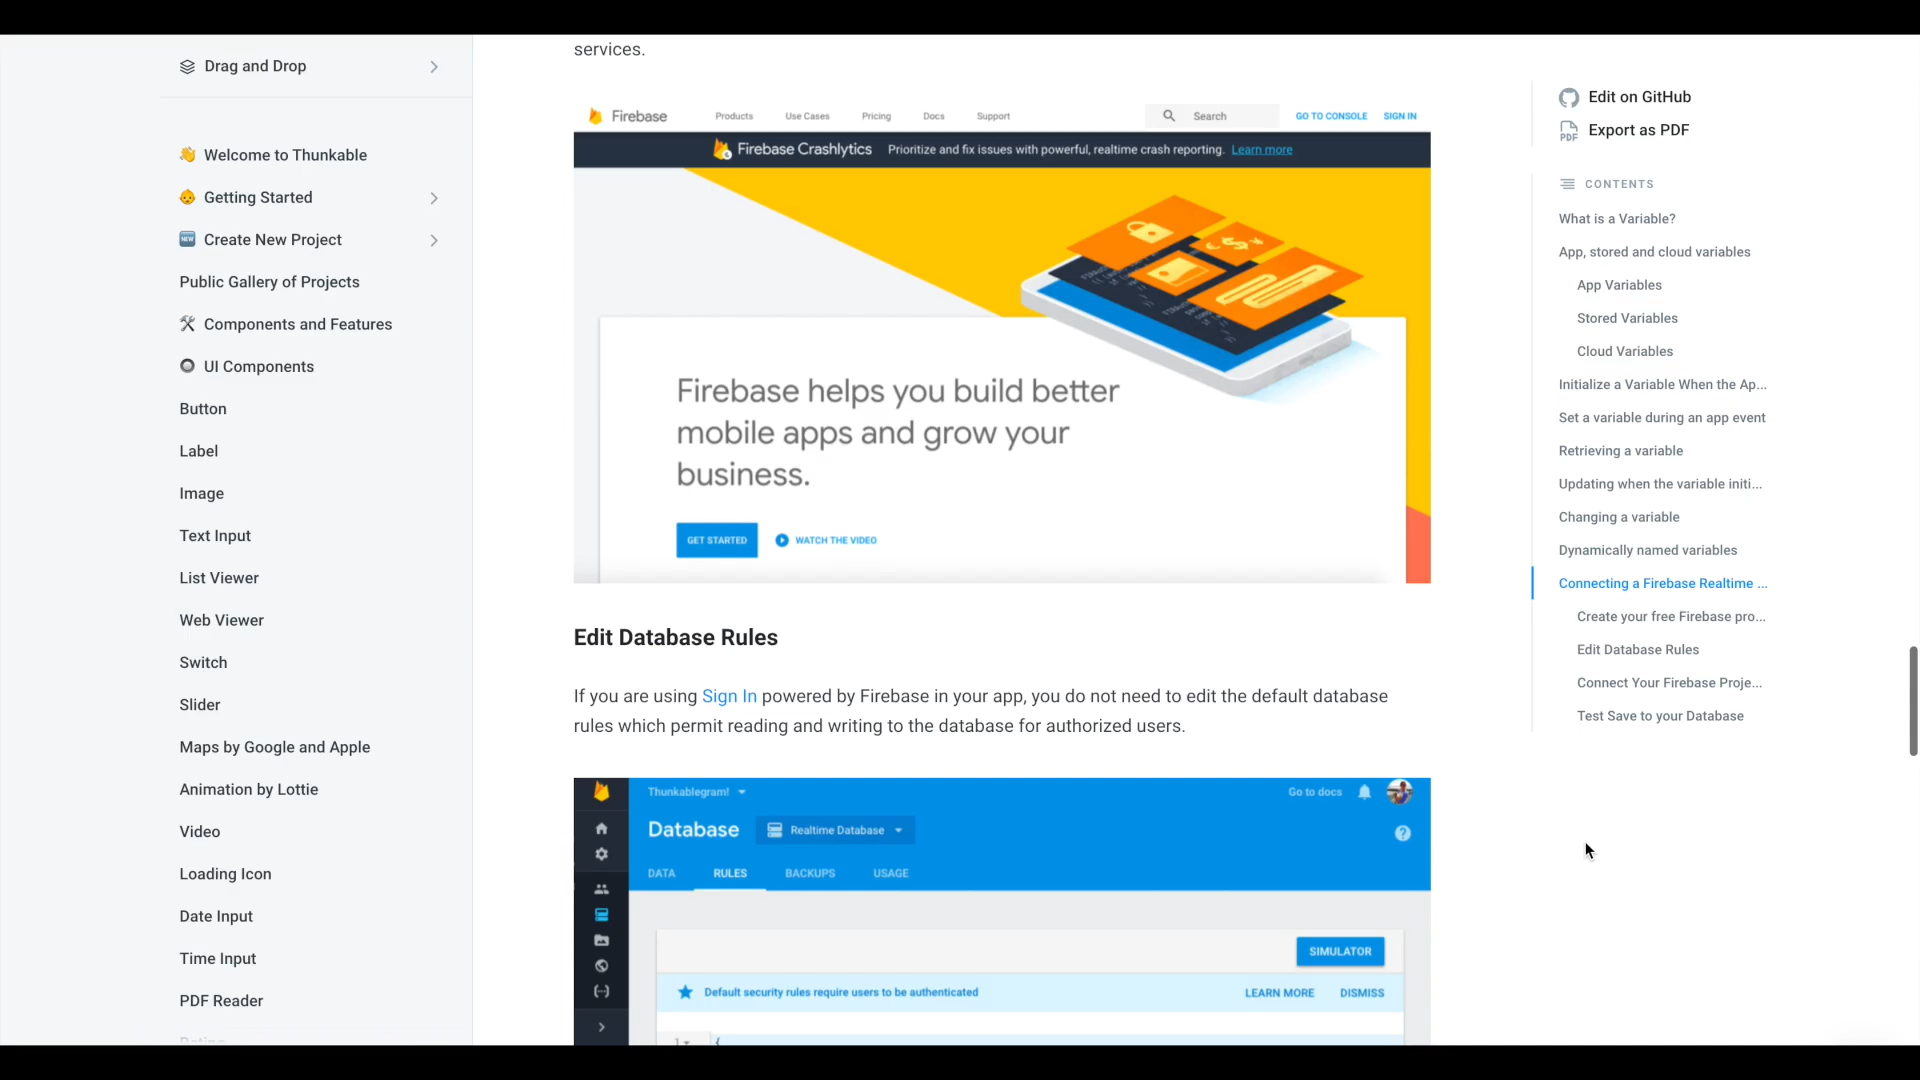 Drag and Drop
Welcome to Thunkable
Getting Started
NEW Create New Project
Public Gallery of Projects
Components and Features
UI Components
Button
Label
Image
Text Input
List Viewer
Web Viewer
Switch
Slider
Maps by Google and Apple
Animation by Lottie
Video
Loading Icon
Date Input
Time Input
PDF Reader
services.
Firebase Products Use Cases Pricing Docs Support Search GO TO CONSOLE SIGN IN
Firebase Crashlytics Prioritize and fix issues with powerful, realtime crash reporting. Learn more
Firebase helps you build better
mobile apps and grow your
business.
GET STARTED WATCH THE VIDEO
Edit Database Rules
If you are using Sign In powered by Firebase in your app, you do not need to edit the default database
rules which permit reading and writing to the database for authorized users.
Thunkablegram! Go to docs
Database Realtime Database ?
DATA RULES BACKUPS USAGE
SIMULATOR
Default security rules require users to be authenticated LEARN MORE DISMISS
1 {
Edit on GitHub
PDF Export as PDF
CONTENTS
What is a Variable?
App, stored and cloud variables
App Variables
Stored Variables
Cloud Variables
Initialize a Variable When the Ap...
Set a variable during an app event
Retrieving a variable
Updating when the variable initi...
Changing a variable
Dynamically named variables
Connecting a Firebase Realtime ...
Create your free Firebase pro...
Edit Database Rules
Connect Your Firebase Proje...
Test Save to your Database